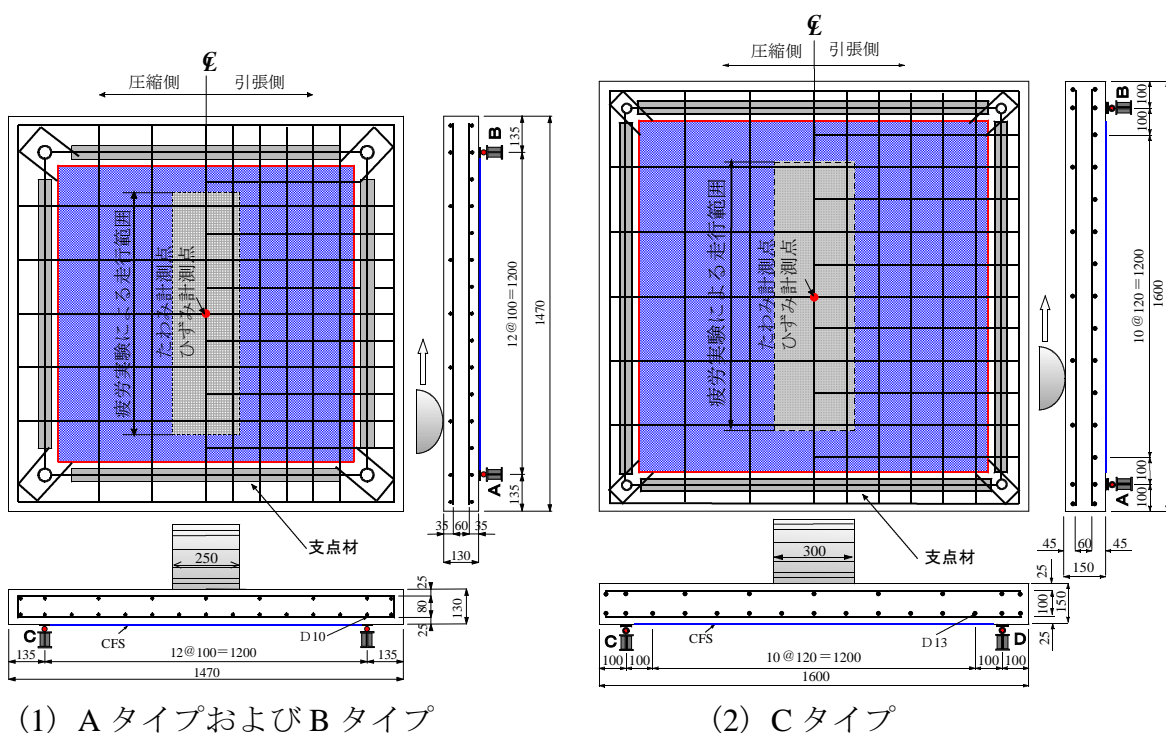 ℄
圧縮側
引張側
疲労実験による走行範囲
たわみ計測点
ひずみ計測点
支点材
B
135
12@100=1200
1470
A
135
35
60
35
130
250
25
80
25
130
C
CFS
D10
135
12@100=1200
135
1470
(1) A タイプおよび B タイプ
℄
圧縮側
引張側
疲労実験による走行範囲
たわみ計測点
ひずみ計測点
支点材
B
100
100
10@120=1200
1600
100
A
100
45
60
45
150
300
25
100
150
25
C
D
CFS
D13
100
100
10@120=1200
100
100
1600
(2) C タイプ